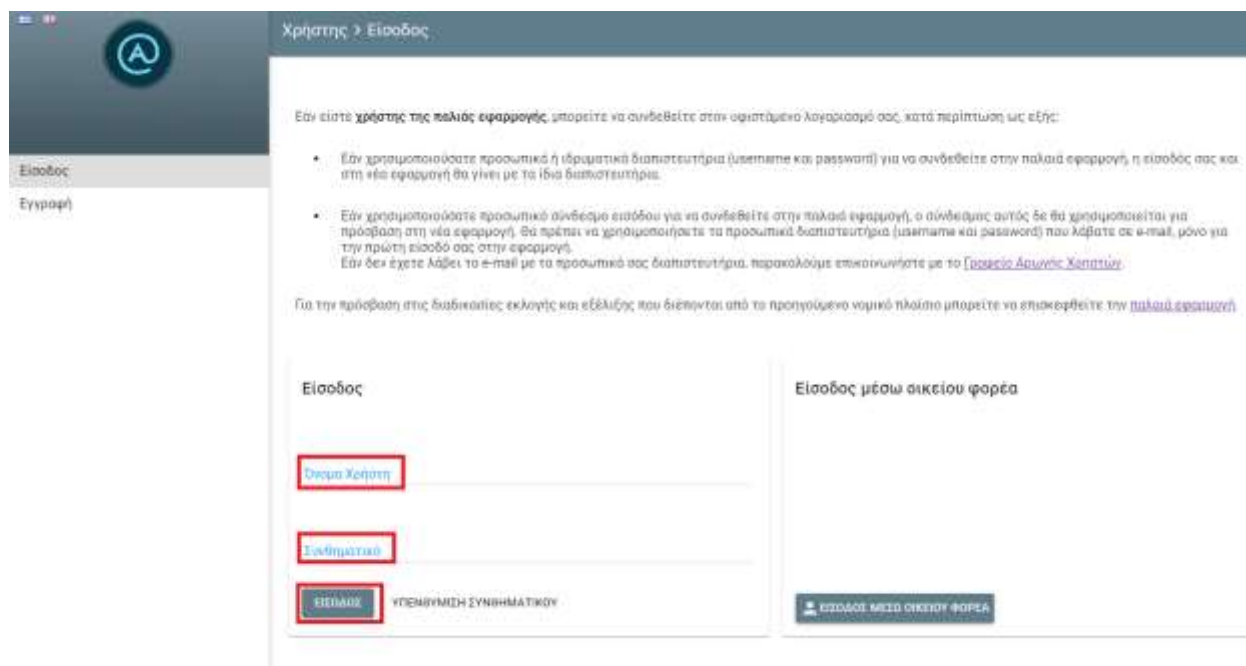 Χρήστης > Είσοδος
Είσοδος
Εγγραφή
Εάν είστε χρήστης της παλιάς εφαρμογής, μπορείτε να συνδεθείτε στον υφιστάμενο λογαριασμό σας, κατά περίπτωση ως εξής:
• Εάν χρησιμοποιούσατε προσωπικά ή ιδρυματικά διαπιστευτήρια (username και password) για να συνδεθείτε στην παλαιά εφαρμογή, η είσοδός σας και
στη νέα εφαρμογή θα γίνει με τα ίδια διαπιστευτήρια.
• Εάν χρησιμοποιούσατε προσωπικό σύνδεσμο εισόδου για να συνδεθείτε στην παλαιά εφαρμογή, ο σύνδεσμος αυτός δε θα χρησιμοποιείται για
πρόσβαση στη νέα εφαρμογή. Θα πρέπει να χρησιμοποιήσετε τα προσωπικά διαπιστευτήρια (username και password) που λάβατε σε e-mail, μόνο για
την πρώτη είσοδό σας στην εφαρμογή.
Εάν δεν έχετε λάβει το e-mail με τα προσωπικά σας διαπιστευτήρια, παρακαλούμε επικοινωνήστε με το Γραφείο Αρωγής Χρηστών.
Για την πρόσβαση στις διαδικασίες εκλογής και εξέλιξης που διέπονται από το προηγούμενο νομικό πλαίσιο μπορείτε να επισκεφθείτε την παλαιά εφαρμογή
Είσοδος
Είσοδος μέσω οικείου φορέα
Όνομα Χρήστη
Συνθηματικό
ΕΙΣΟΔΟΣ
ΥΠΕΝΘΥΜΙΣΗ ΣΥΝΘΗΜΑΤΙΚΟΥ
ΕΙΣΟΔΟΣ ΜΕΣΩ ΟΙΚΕΙΟΥ ΦΟΡΕΑ